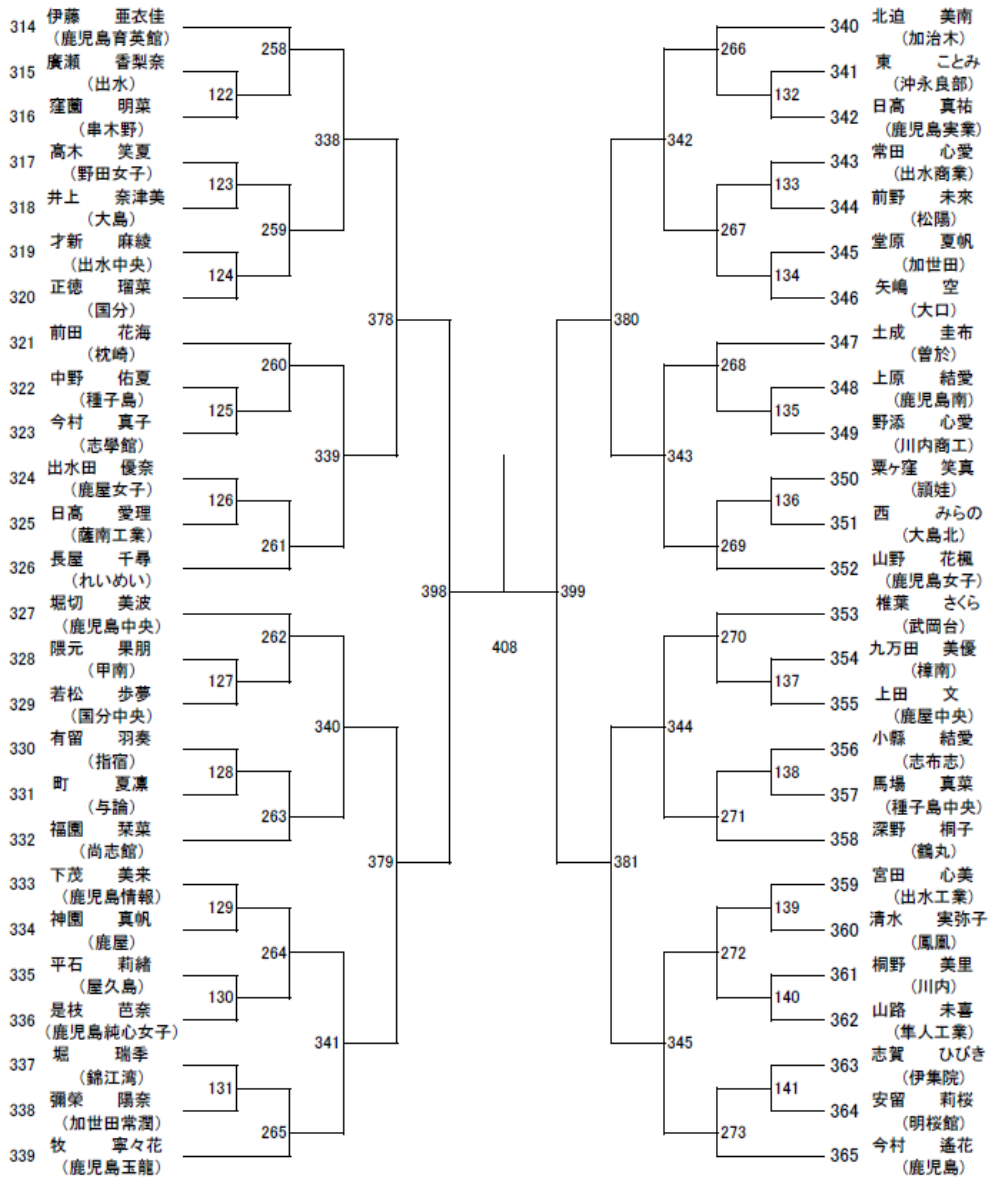 314 伊藤 亜衣佳
(鹿児島育英館)
315 廣瀬 香梨奈
(出水)
316 窪薗 明菜
(串木野)
317 髙木 笑夏
(野田女子)
318 井上 奈津美
(大島)
319 才新 麻綾
(出水中央)
320 正徳 瑠菜
(国分)
321 前田 花海
(枕崎)
322 中野 佑夏
(種子島)
323 今村 真子
(志學館)
324 出水田 優奈
(鹿屋女子)
325 日髙 愛理
(薩南工業)
326 長屋 千尋
(れいめい)
327 堀切 美波
(鹿児島中央)
328 隈元 果朋
(甲南)
329 若松 歩夢
(国分中央)
330 有留 羽奏
(指宿)
331 町 夏凛
(与論)
332 福園 栞菜
(尚志館)
333 下茂 美来
(鹿児島情報)
334 神園 真帆
(鹿屋)
335 平石 莉緒
(屋久島)
336 是枝 芭奈
(鹿児島純心女子)
337 堀 瑞季
(錦江湾)
338 彌榮 陽奈
(加世田常潤)
339 牧 寧々花
(鹿児島玉龍)
122
123
124
125
126
127
128
129
130
131
258
259
260
261
262
263
264
265
338
339
340
341
378
379
398
408
399
380
381
342
343
344
345
266
267
268
269
270
271
272
273
132
133
134
135
136
137
138
139
140
141
340 北迫 美南
(加治木)
341 東 ことみ
(沖永良部)
342 日高 真祐
(鹿児島実業)
343 常田 心愛
(出水商業)
344 前野 未來
(松陽)
345 堂原 夏帆
(加世田)
346 矢嶋 空
(大口)
347 土成 圭布
(曽於)
348 上原 結愛
(鹿児島南)
349 野添 心愛
(川内商工)
350 粟ヶ窪 笑真
(頴娃)
351 西 みらの
(大島北)
352 山野 花楓
(鹿児島女子)
353 椎葉 さくら
(武岡台)
354 九万田 美優
(樟南)
355 上田 文
(鹿屋中央)
356 小縣 結愛
(志布志)
357 馬場 真菜
(種子島中央)
358 深野 桐子
(鶴丸)
359 宮田 心美
(出水工業)
360 清水 実弥子
(鳳凰)
361 桐野 美里
(川内)
362 山路 未喜
(隼人工業)
363 志賀 ひびき
(伊集院)
364 安留 莉桜
(明桜館)
365 今村 遙花
(鹿児島)